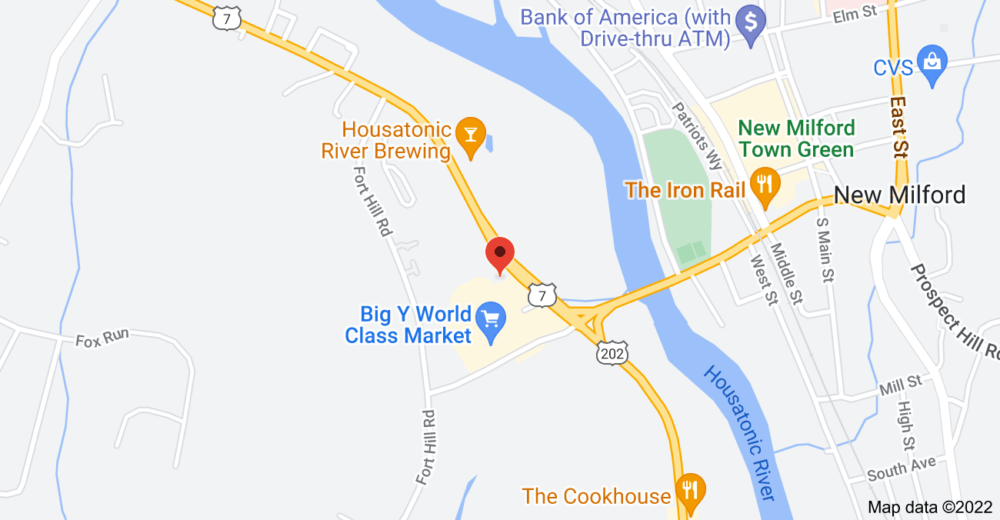 7
Bank of America (with
Drive-thru ATM)
$
Elm St
CVS
Patriots Wy
East St
Housatonic
River Brewing
New Milford
Town Green
The Iron Rail
New Milford
Fort Hill Rd
S Main St
Middle St
West St
Prospect Hill Ro
7
Big Y World
Class Market
Fox Run
202
Housatonic River
Mill St
High St
Fort Hill Rd
South Ave
The Cookhouse
Map data ©2022